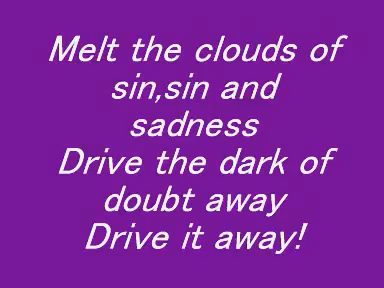 Melt the clouds of
sin,sin and
sadness
Drive the dark of
doubt away
Drive it away!